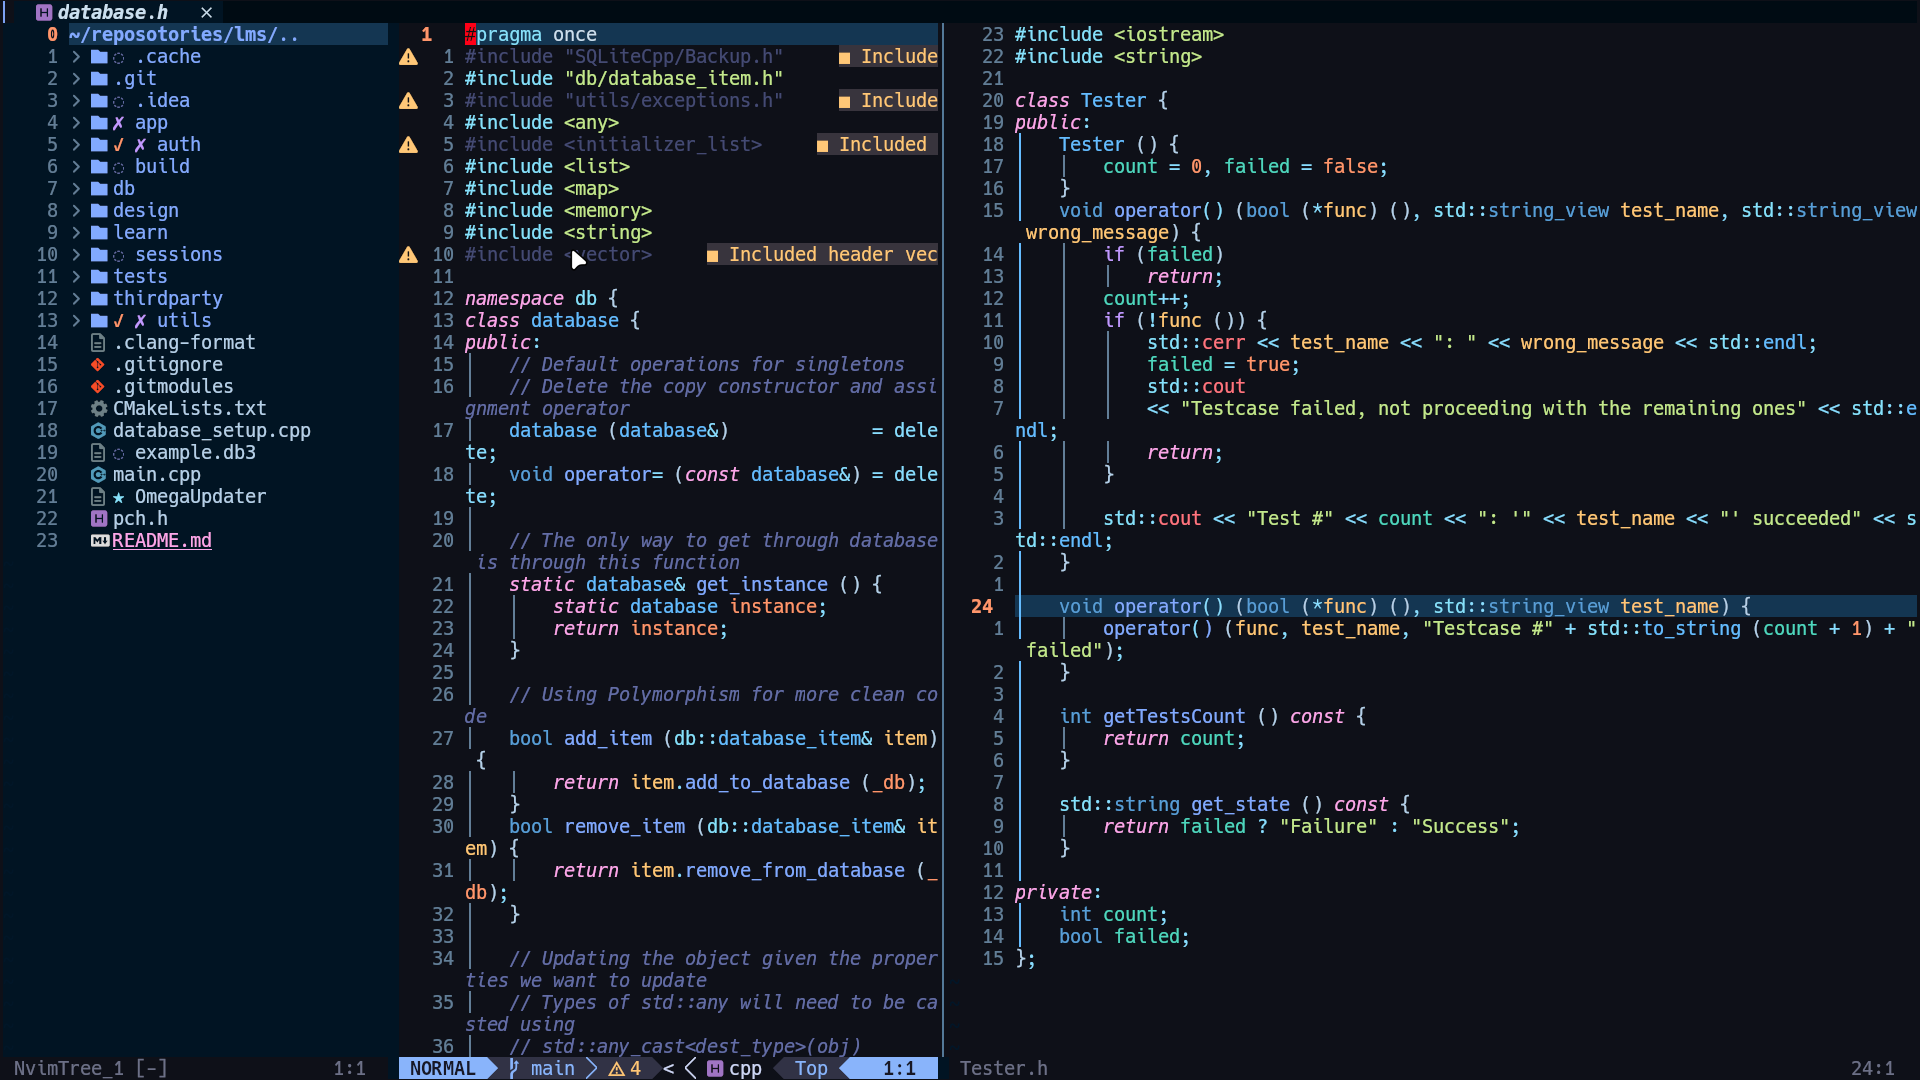 database.h ×
0 ~/reposotories/lms/..
1 > ◌ .cache
2 > .git
3 > ◌ .idea
4 > ✗ app
5 > ✓ ✗ auth
6 > ◌ build
7 > db
8 > design
9 > learn
10 > ◌ sessions
11 > tests
12 > thirdparty
13 > ✓ ✗ utils
14 .clang-format
15 .gitignore
16 .gitmodules
17 CMakeLists.txt
18 database_setup.cpp
19 ◌ example.db3
20 main.cpp
21 ★ OmegaUpdater
22 pch.h
23 README.md
NvimTree_1 [-] 1:1
1 #pragma once
1 #include "SQLiteCpp/Backup.h" ■ Include
2 #include "db/database_item.h"
3 #include "utils/exceptions.h" ■ Include
4 #include <any>
5 #include <initializer_list> ■ Included
6 #include <list>
7 #include <map>
8 #include <memory>
9 #include <string>
10 #include <vector> ■ Included header vec
11
12 namespace db {
13 class database {
14 public:
15 // Default operations for singletons
16 // Delete the copy constructor and assi
gnment operator
17 database (database&) = dele
te;
18 void operator= (const database&) = dele
te;
19
20 // The only way to get through database
is through this function
21 static database& get_instance () {
22 static database instance;
23 return instance;
24 }
25
26 // Using Polymorphism for more clean co
de
27 bool add_item (db::database_item& item)
{
28 return item.add_to_database (_db);
29 }
30 bool remove_item (db::database_item& it
em) {
31 return item.remove_from_database (_
db);
32 }
33
34 // Updating the object given the proper
ties we want to update
35 // Types of std::any will need to be ca
sted using
36 // std::any_cast<dest_type>(obj)
NORMAL main 4 < cpp Top 1:1
23 #include <iostream>
22 #include <string>
21
20 class Tester {
19 public:
18 Tester () {
17 count = 0, failed = false;
16 }
15 void operator() (bool (*func) (), std::string_view test_name, std::string_view
wrong_message) {
14 if (failed)
13 return;
12 count++;
11 if (!func ()) {
10 std::cerr << test_name << ": " << wrong_message << std::endl;
9 failed = true;
8 std::cout
7 << "Testcase failed, not proceeding with the remaining ones" << std::e
ndl;
6 return;
5 }
4
3 std::cout << "Test #" << count << ": '" << test_name << "' succeeded" << s
td::endl;
2 }
1
24 void operator() (bool (*func) (), std::string_view test_name) {
1 operator() (func, test_name, "Testcase #" + std::to_string (count + 1) + "
failed");
2 }
3
4 int getTestsCount () const {
5 return count;
6 }
7
8 std::string get_state () const {
9 return failed ? "Failure" : "Success";
10 }
11
12 private:
13 int count;
14 bool failed;
15 };
Tester.h 24:1